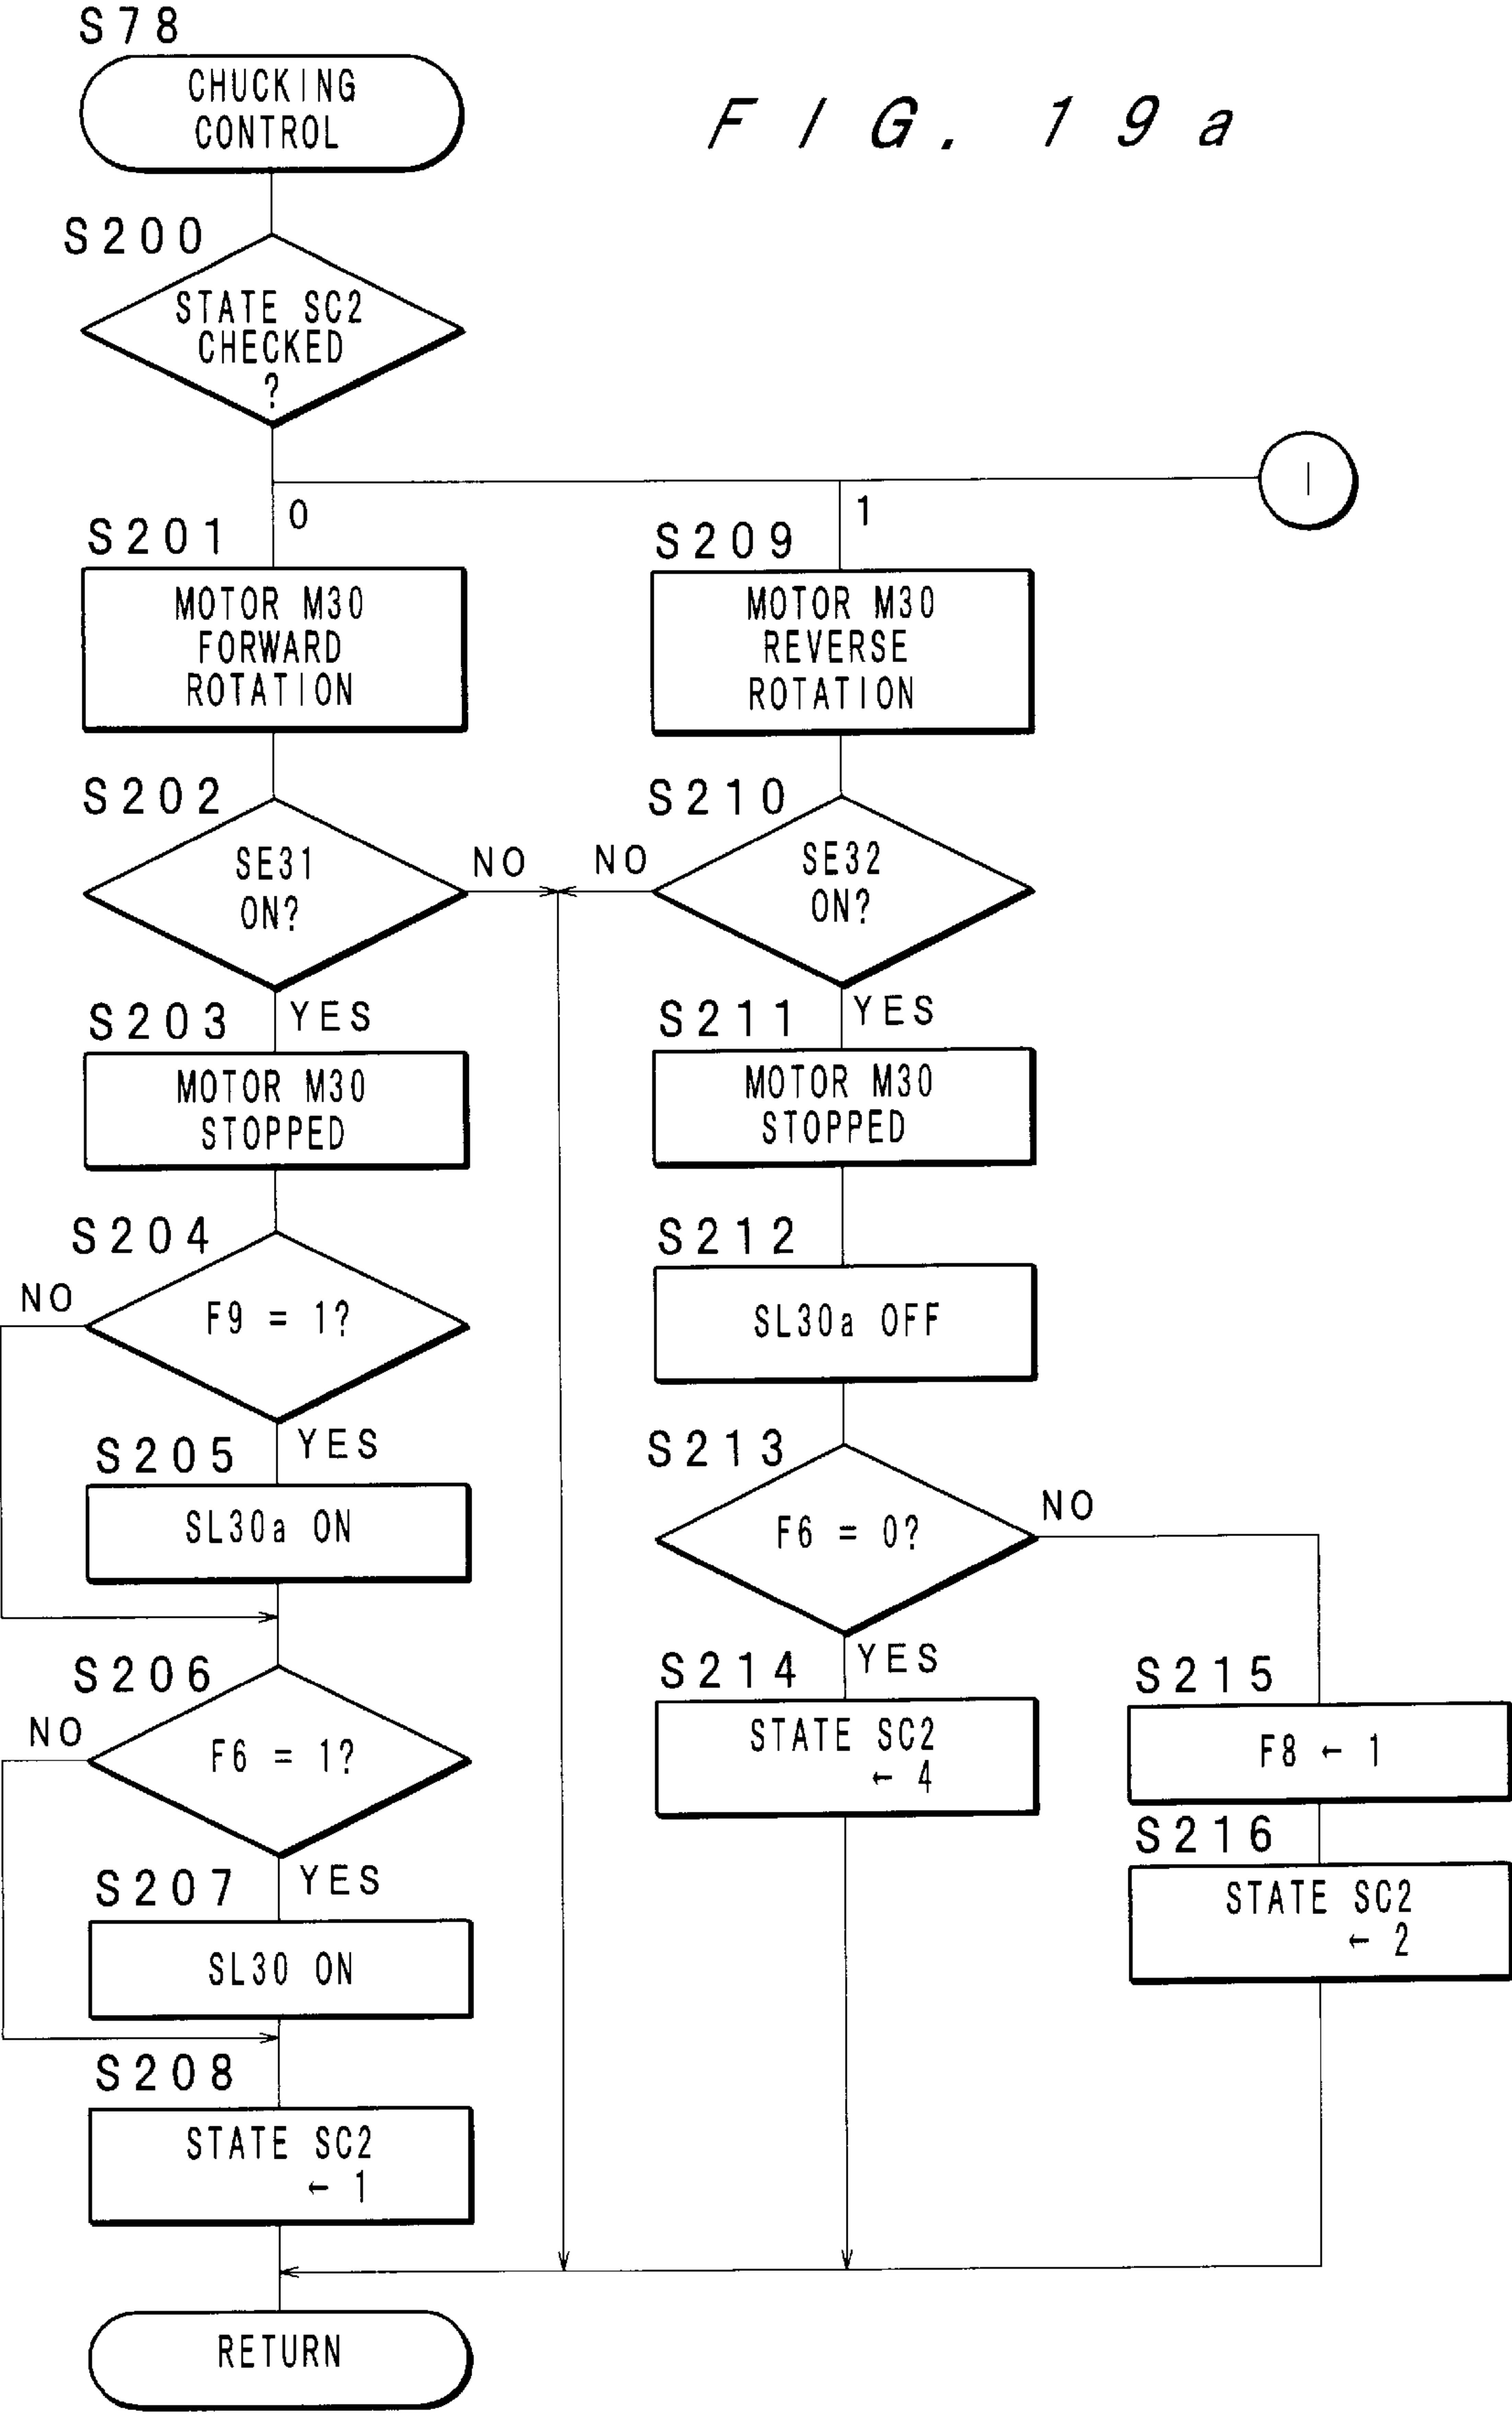 S78
CHUCKING
CONTROL
FIG. 19a
S200
STATE SC2
CHECKED
?
0
1
I
S201
MOTOR M30
FORWARD
ROTATION
S209
MOTOR M30
REVERSE
ROTATION
S202
SE31
ON?
NO
NO
S210
SE32
ON?
YES
S203
MOTOR M30
STOPPED
YES
S211
MOTOR M30
STOPPED
S204
NO
F9 = 1?
YES
S212
SL30a OFF
S205
SL30a ON
S213
F6 = 0?
NO
S206
NO
F6 = 1?
YES
YES
S214
STATE SC2
← 4
S215
F8 ← 1
S216
STATE SC2
← 2
S207
SL30 ON
S208
STATE SC2
← 1
RETURN